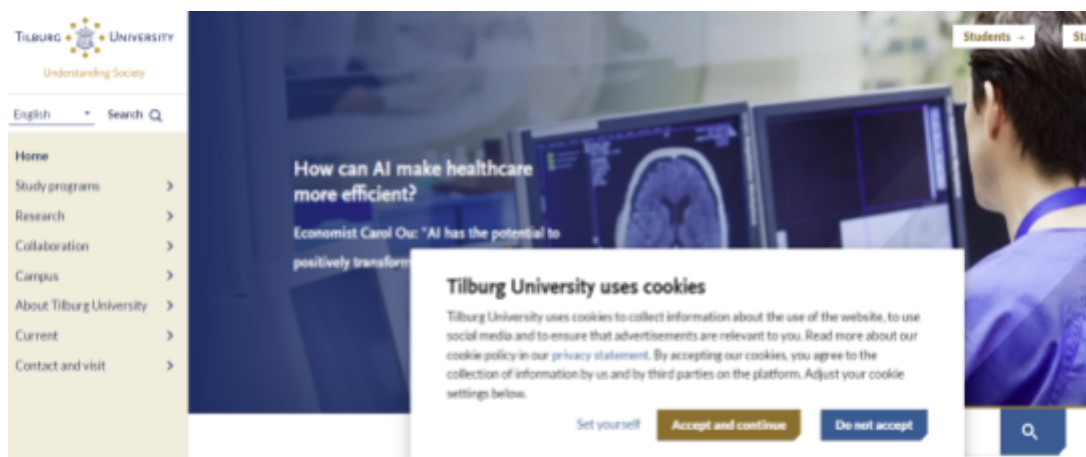 TILBURG UNIVERSITY
Understanding Society
English
Search
Home
Study programs
Research
Collaboration
Campus
About Tilburg University
Current
Contact and visit
Students →
How can AI make healthcare
more efficient?
Economist Carol Ou: "AI has the potential to
positively transform
Tilburg University uses cookies
Tilburg University uses cookies to collect information about the use of the website, to use
social media and to ensure that advertisements are relevant to you. Read more about our
cookie policy in our privacy statement. By accepting our cookies, you agree to the
collection of information by us and by third parties on the platform. Adjust your cookie
settings below.
Set yourself
Accept and continue
Do not accept